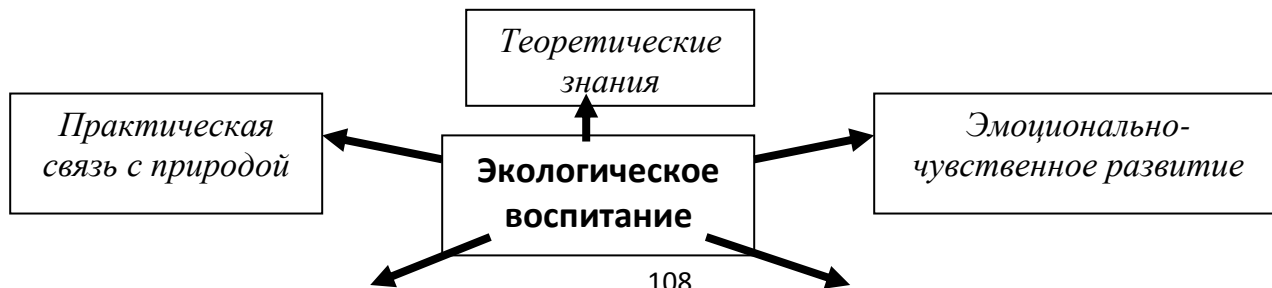 Теоретические
знания
Практическая
связь с природой
Экологическое
воспитание
Эмоционально-
чувственное развитие
108